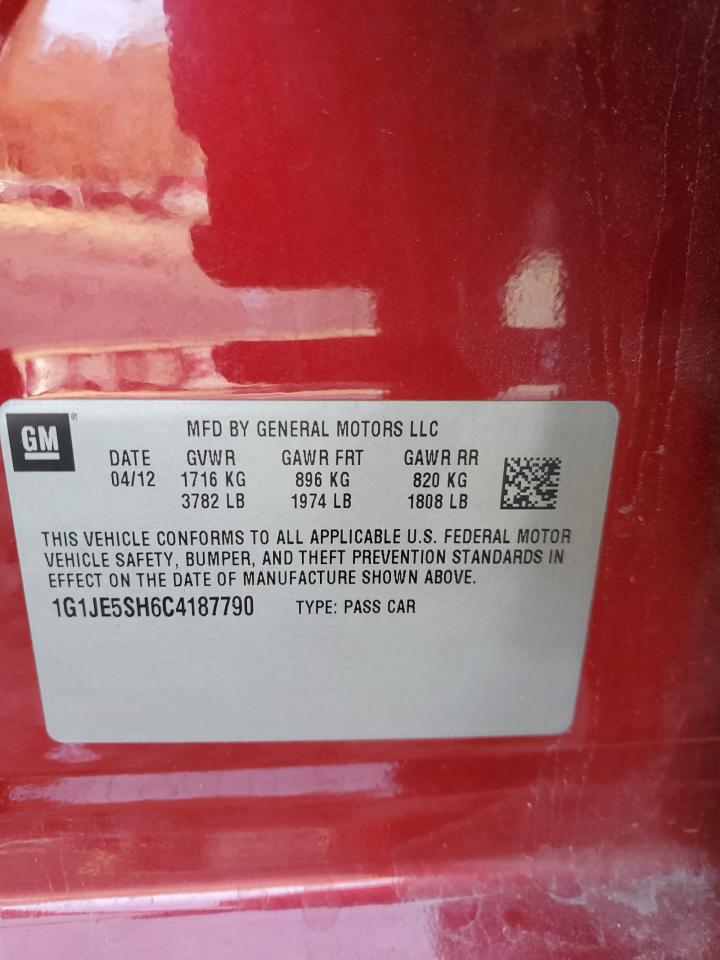 GM
MFD BY GENERAL MOTORS LLC
DATE GVWR GAWR FRT GAWR RR
04/12 1716 KG 896 KG 820 KG
3782 LB 1974 LB 1808 LB
THIS VEHICLE CONFORMS TO ALL APPLICABLE U.S. FEDERAL MOTOR
VEHICLE SAFETY, BUMPER, AND THEFT PREVENTION STANDARDS IN
EFFECT ON THE DATE OF MANUFACTURE SHOWN ABOVE.
1G1JE5SH6C4187790 TYPE: PASS CAR